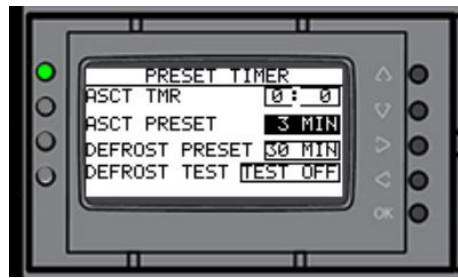 PRESET TIMER
ASCT TMR 0: 0
ASCT PRESET 3 MIN
DEFROST PRESET 30 MIN
DEFROST TEST TEST OFF
OK